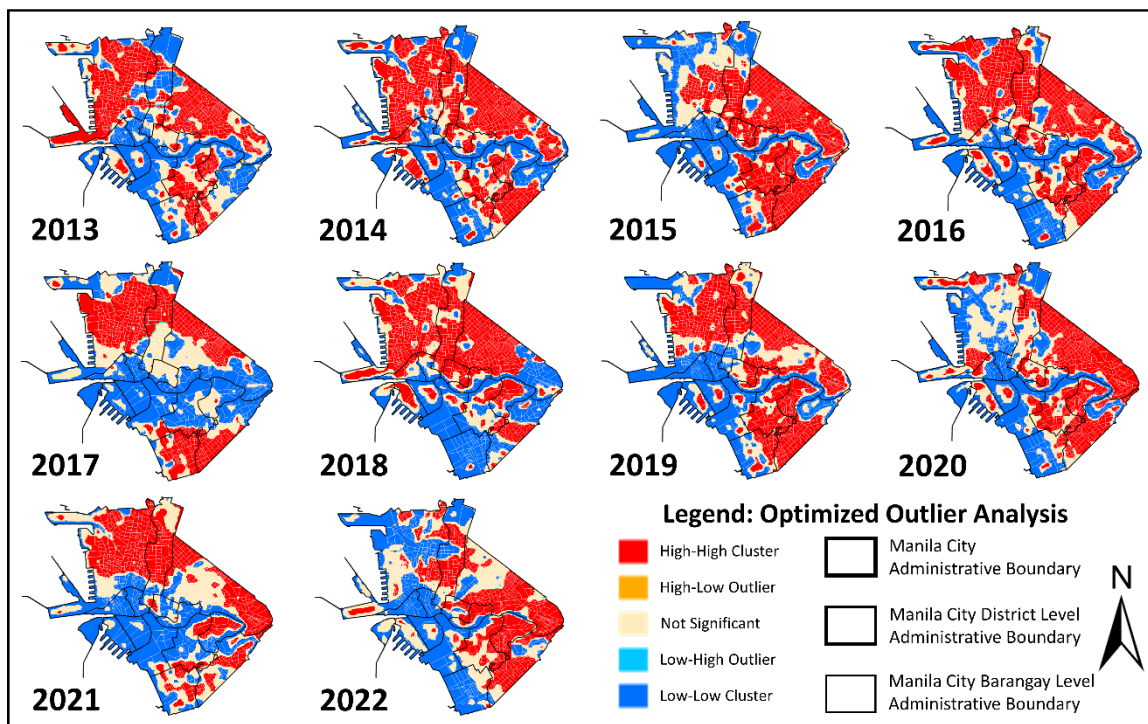 2013
2014
2015
2016
2017
2018
2019
2020
2021
2022
Legend: Optimized Outlier Analysis
High-High Cluster
High-Low Outlier
Not Significant
Low-High Outlier
Low-Low Cluster
Manila City
Administrative Boundary
Manila City District Level
Administrative Boundary
Manila City Barangay Level
Administrative Boundary
N